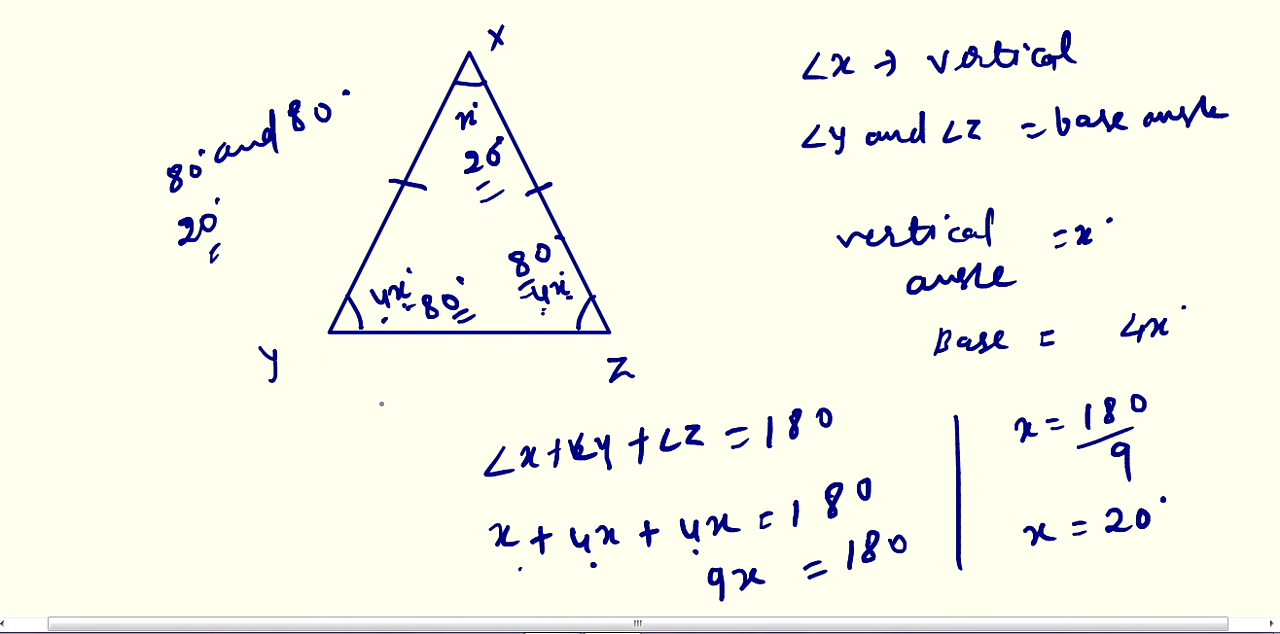 X
x°
20°
80° and 80°
20°
4x°
80°
80°
4x°
Y
Z
∠x → vertical
∠y and ∠z = base angle
vertical angle = x°
Base = 4x°
∠x + ∠y + ∠z = 180
x + 4x + 4x = 180
9x = 180
x = 180/9
x = 20°